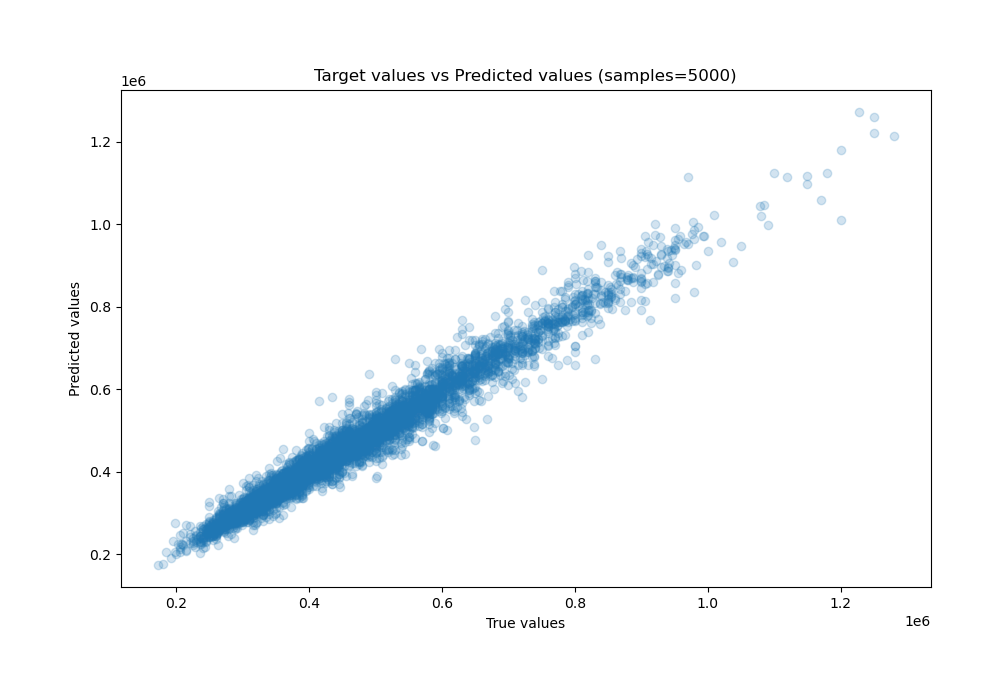 Target values vs Predicted values (samples=5000)
1e6
1.2
1.0
0.8
0.6
0.4
0.2
Predicted values
0.2 0.4 0.6 0.8 1.0 1.2
1e6
True values